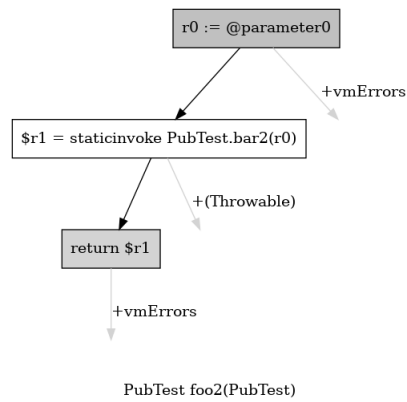 r0 := @parameter0
+vmErrors
$r1 = staticinvoke PubTest.bar2(r0)
+(Throwable)
return $r1
+vmErrors
PubTest foo2(PubTest)